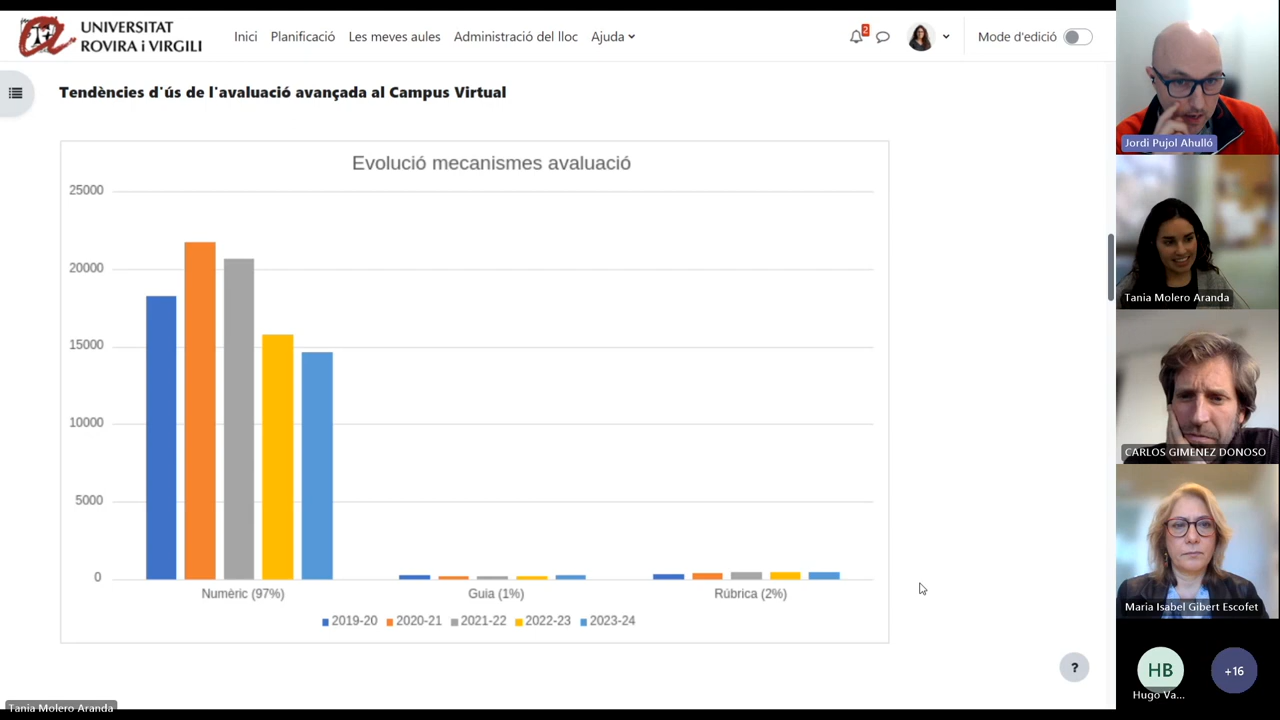 UNIVERSITAT
ROVIRA i VIRGILI
Inici Planificació Les meves aules Administració del lloc Ajuda
2
Mode d'edició
Tendències d'ús de l'avaluació avançada al Campus Virtual
Evolució mecanismes avaluació
25000
20000
15000
10000
5000
0
Numèric (97%) Guia (1%) Rúbrica (2%)
2019-20 2020-21 2021-22 2022-23 2023-24
?
Tania Molero Aranda
Jordi Pujol Ahulló
Tania Molero Aranda
CARLOS GIMENEZ DONOSO
Maria Isabel Gibert Escofet
HB
+16
Hugo Va...